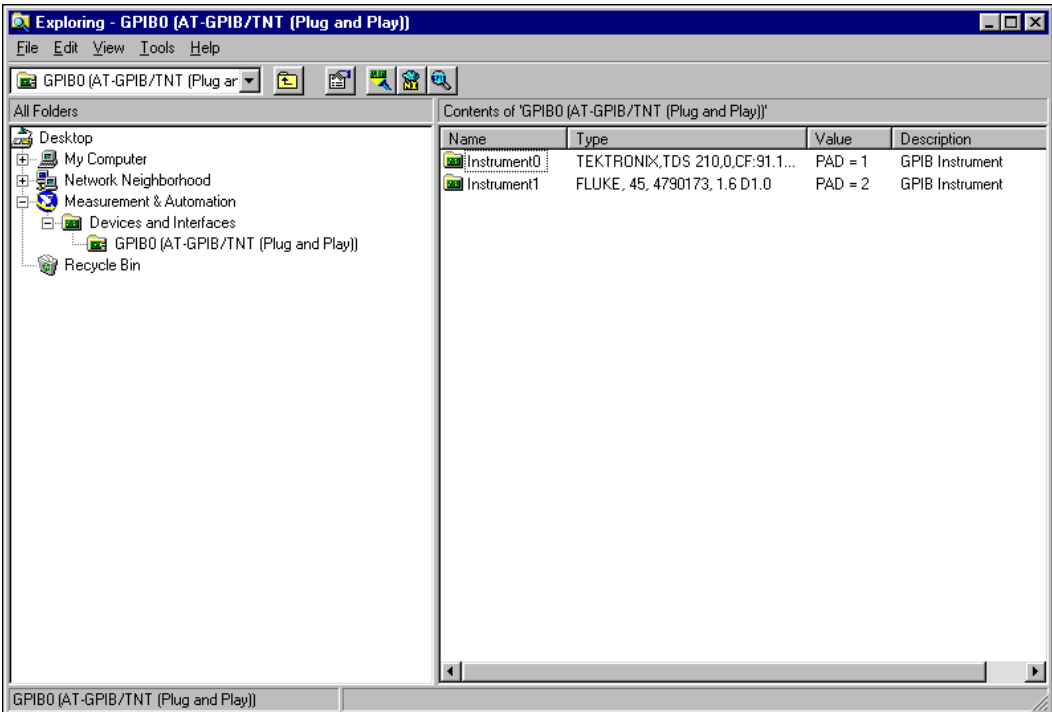 Exploring - GPIB0 (AT-GPIB/TNT (Plug and Play))
File Edit View Tools Help
GPIB0 (AT-GPIB/TNT (Plug ar
All Folders
Contents of 'GPIB0 (AT-GPIB/TNT (Plug and Play))'
Desktop
My Computer
Network Neighborhood
Measurement & Automation
Devices and Interfaces
GPIB0 (AT-GPIB/TNT (Plug and Play))
Recycle Bin
Name Type Value Description
Instrument0 TEKTRONIX,TDS 210,0,CF:91.1... PAD = 1 GPIB Instrument
Instrument1 FLUKE, 45, 4790173, 1.6 D1.0 PAD = 2 GPIB Instrument
GPIB0 (AT-GPIB/TNT (Plug and Play))